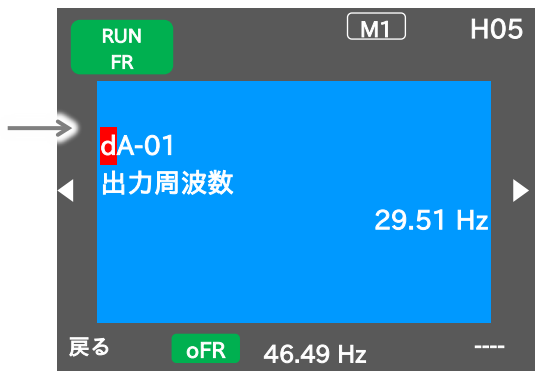 RUN
FR
M1
H05
dA-01
出力周波数
29.51 Hz
戻る
oFR
46.49 Hz
----